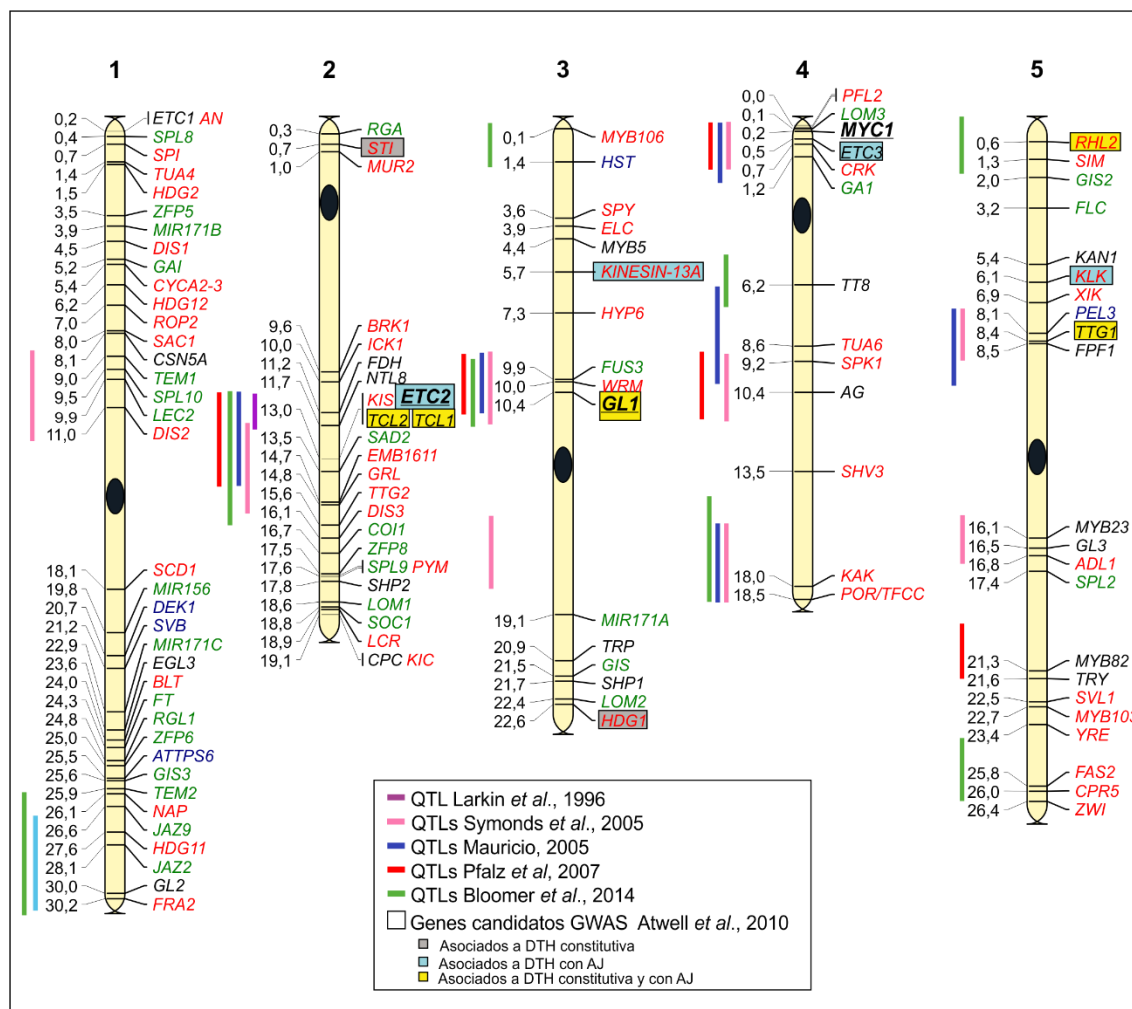 1
0,2 ETC1 AN
0,4 SPL8
0,7 SPI
1,4 TUA4
1,5 HDG2
3,5 ZFP5
3,9 MIR171B
4,5 DIS1
5,2 GAI
5,4 CYCA2-3
6,2 HDG12
7,0 ROP2
8,0 SAC1
8,1 CSN5A
9,0 TEM1
9,5 SPL10
9,9 LEC2
11,0 DIS2
18,1 SCD1
19,8 MIR156
20,7 DEK1
21,2 SVB
22,9 MIR171C
23,6 EGL3
24,0 BLT
24,3 FT
24,8 RGL1
25,0 ZFP6
25,5 ATTPS6
25,6 GIS3
25,9 TEM2
26,1 NAP
26,6 JAZ9
27,6 HDG11
28,1 JAZ2
30,0 GL2
30,2 FRA2
2
0,3 RGA
0,7 STI
1,0 MUR2
9,6 BRK1
10,0 ICK1
11,2 FDH
11,7 NTL8
KIS ETC2
13,0 TCL2 TCL1
13,5 SAD2
14,7 EMB1611
14,8 GRL
15,6 TTG2
16,1 DIS3
16,7 COI1
17,5 ZFP8
17,6 SPL9 PYM
17,8 SHP2
18,6 LOM1
18,8 SOC1
18,9 LCR
19,1 CPC KIC
3
0,1 MYB106
1,4 HST
3,6 SPY
3,9 ELC
4,4 MYB5
5,7 KINESIN-13A
7,3 HYP6
9,9 FUS3
10,0 WRM
10,4 GL1
19,1 MIR171A
20,9 TRP
21,5 GIS
21,7 SHP1
22,4 LOM2
22,6 HDG1
4
0,0 PFL2
LOM3
0,2 MYC1
0,5 ETC3
0,7 CRK
1,2 GA1
6,2 TT8
8,6 TUA6
9,2 SPK1
10,4 AG
13,5 SHV3
18,0 KAK
18,5 POR/TFCC
5
0,6 RHL2
1,3 SIM
2,0 GIS2
3,2 FLC
5,4 KAN1
6,1 KLK
6,9 XIK
8,1 PEL3
8,4 TTG1
8,5 FPF1
16,1 MYB23
16,5 GL3
16,8 ADL1
17,4 SPL2
21,3 MYB82
21,6 TRY
22,5 SVL1
22,7 MYB103
23,4 YRE
25,8 FAS2
26,0 CPR5
26,4 ZWI
QTL Larkin et al., 1996
QTLs Symonds et al., 2005
QTLs Mauricio, 2005
QTLs Pfalz et al, 2007
QTLs Bloomer et al., 2014
Genes candidatos GWAS Atwell et al., 2010
Asociados a DTH constitutiva
Asociados a DTH con AJ
Asociados a DTH constitutiva y con AJ